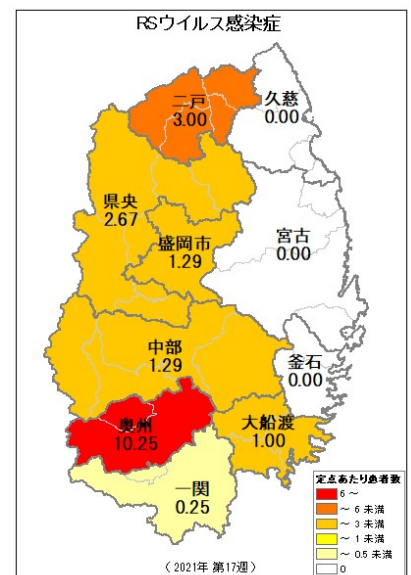 RSウイルス感染症
二戸
3.00
久慈
0.00
県央
2.67
盛岡市
1.29
宮古
0.00
中部
1.29
釜石
0.00
奥州
10.25
大船渡
1.00
一関
0.25
定点あたり患者数
6 ~
~ 6 未満
~ 3 未満
~ 1 未満
~ 0.5 未満
0
(2021年 第17週)